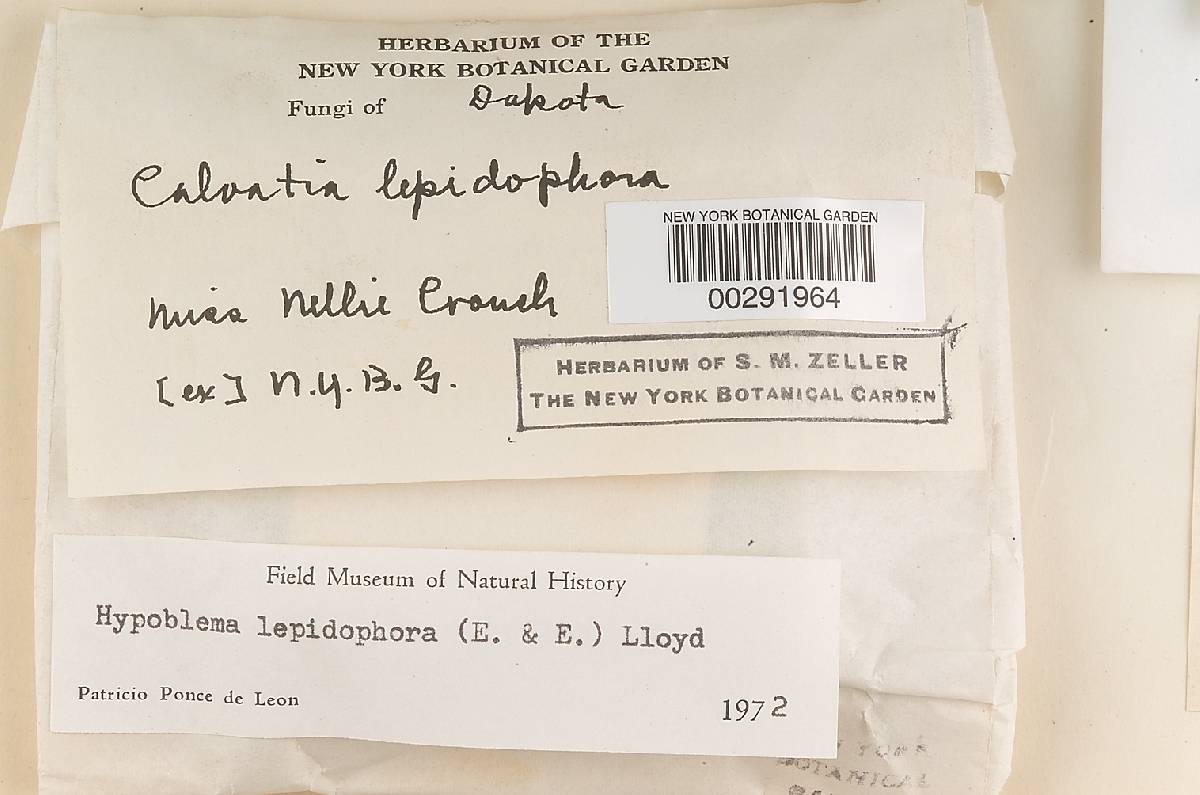 HERBARIUM OF THE
NEW YORK BOTANICAL GARDEN
Fungi of Dakota
Calvatia lepidophora
NEW YORK BOTANICAL GARDEN
00291964
Miss Nellie Crouch
[ex] N.Y.B.G.
HERBARIUM OF S. M. ZELLER
THE NEW YORK BOTANICAL GARDEN
Field Museum of Natural History
Hypoblema lepidophora (E. & E.) Lloyd
Patricio Ponce de Leon
1972
YORK
BOTANICAL